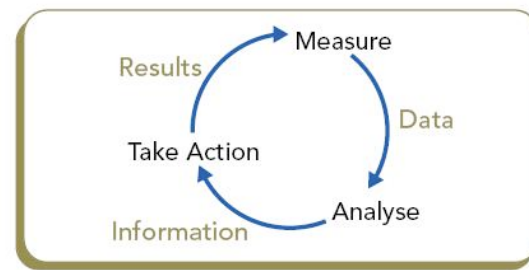 Measure
Results
Data
Take Action
Analyse
Information